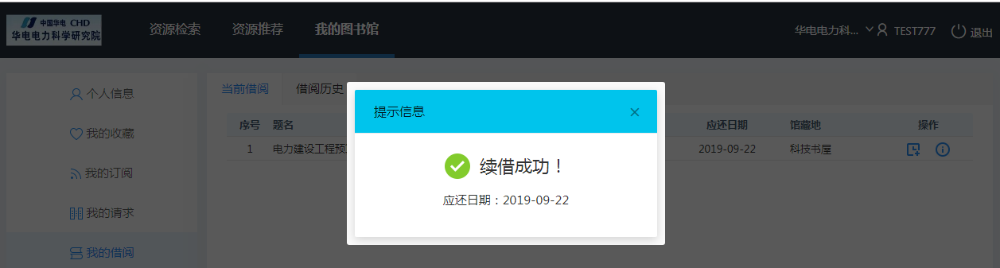 中国华电 CHD
华电电力科学研究院
资源检索 资源推荐 我的图书馆 华电电力科... TEST777 退出
个人信息
我的收藏
我的订阅
我的请求
我的借阅
当前借阅 借阅历史
序号 题名 应还日期 馆藏地 操作
1 电力建设工程预 2019-09-22 科技书屋
提示信息
续借成功！
应还日期：2019-09-22